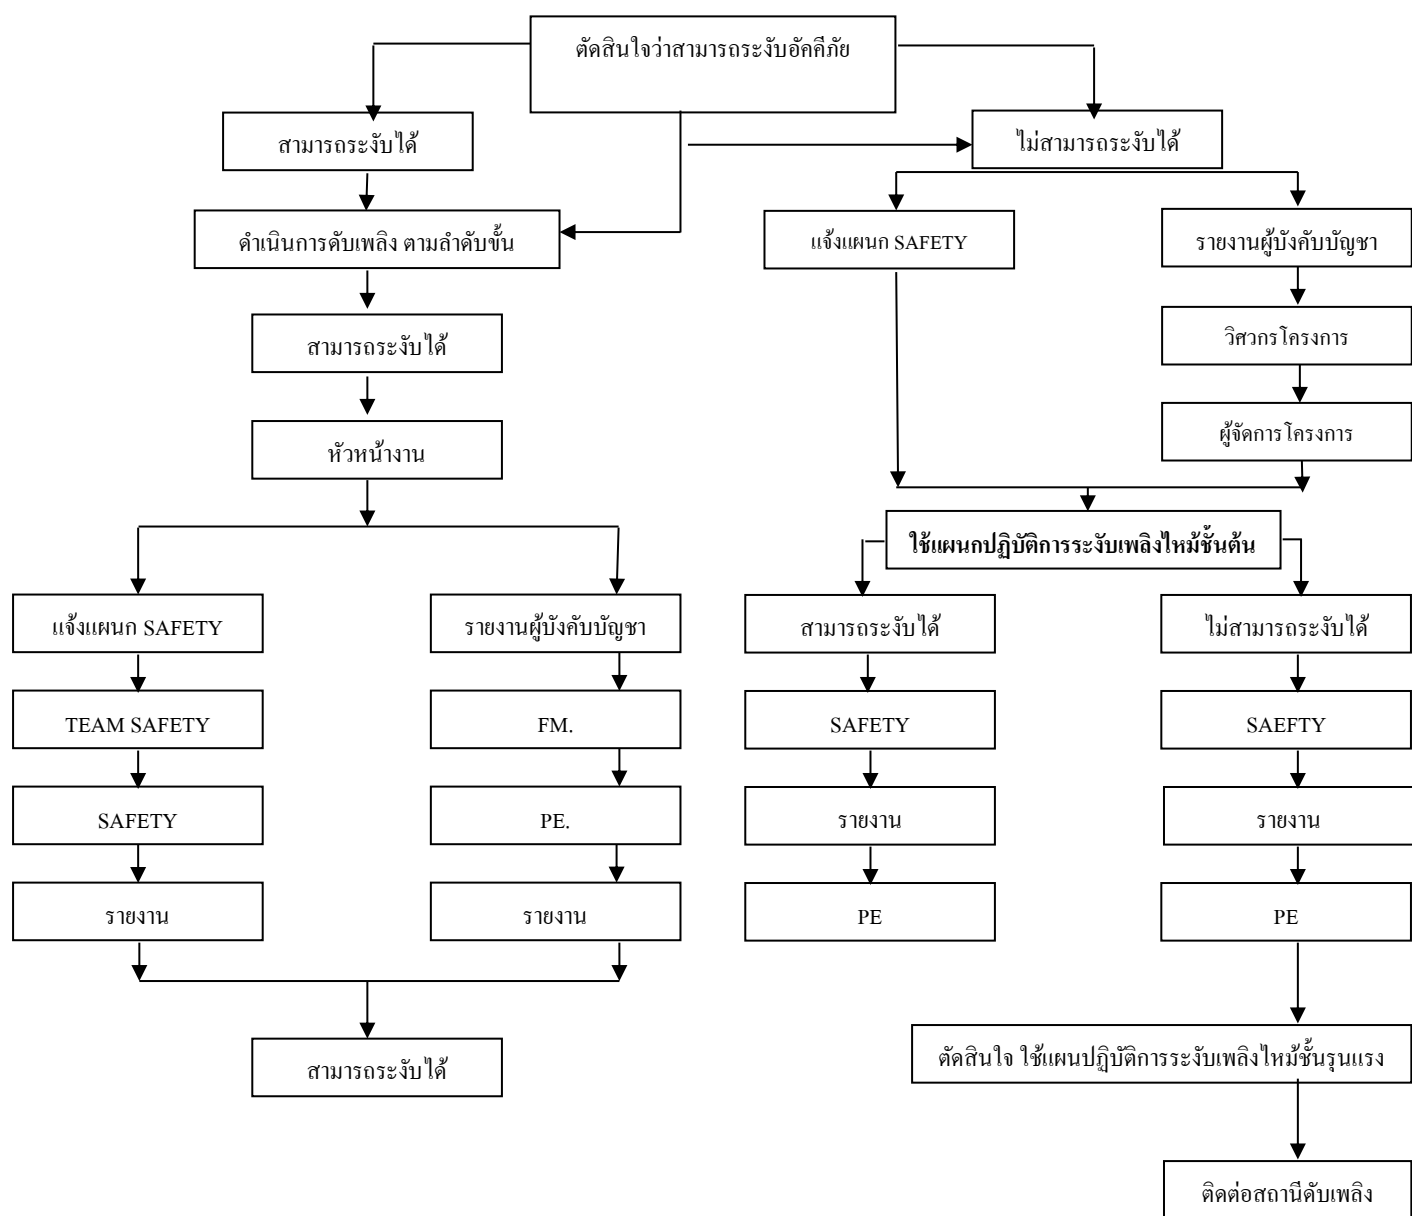 ตัดสินใจว่าสามารถระงับอัคคีภัย
สามารถระงับได้
ไม่สามารถระงับได้
ดำเนินการดับเพลิง ตามลำดับขั้น
แจ้งแผนก SAFETY
รายงานผู้บังคับบัญชา
สามารถระงับได้
วิศวกรโครงการ
หัวหน้างาน
ผู้จัดการโครงการ
ใช้แผนกปฏิบัติการระงับเพลิงไหม้ชั้นต้น
แจ้งแผนก SAFETY
รายงานผู้บังคับบัญชา
สามารถระงับได้
ไม่สามารถระงับได้
TEAM SAFETY
FM.
SAFETY
SAEFTY
SAFETY
PE.
รายงาน
รายงาน
รายงาน
รายงาน
PE
PE
สามารถระงับได้
ตัดสินใจ ใช้แผนปฏิบัติการระงับเพลิงไหม้ชั้นรุนแรง
ติดต่อสถานีดับเพลิง